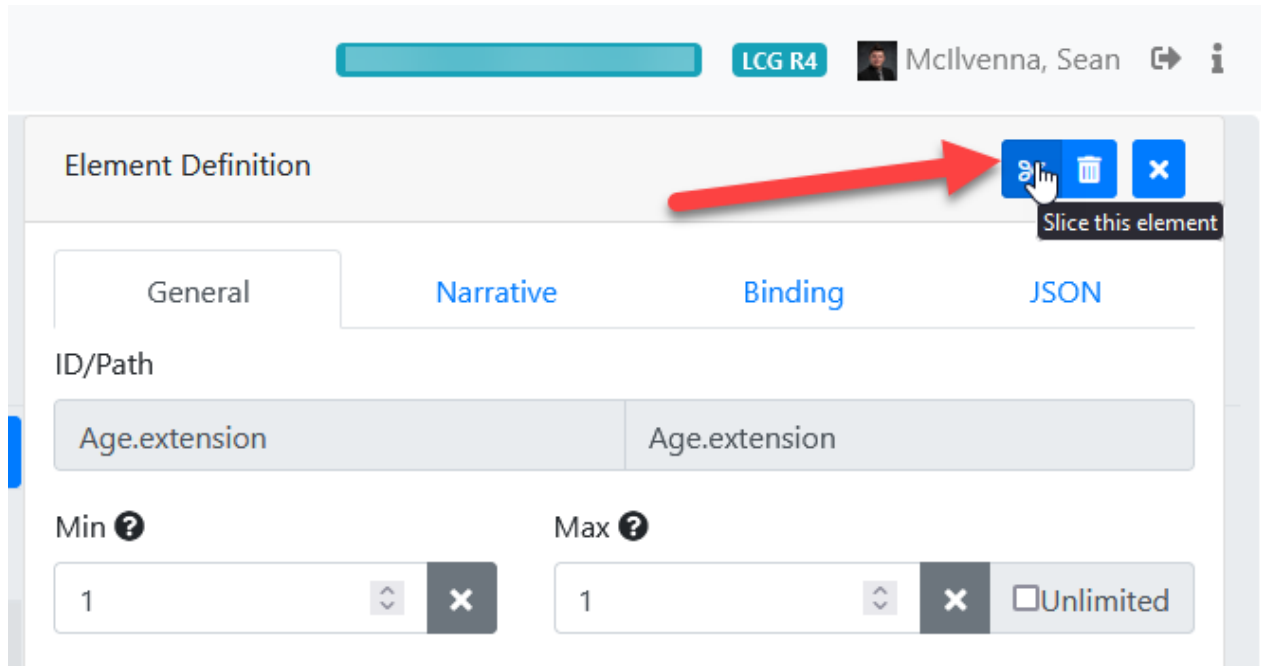 LCG R4 McIlvenna, Sean
Element Definition
Slice this element
General Narrative Binding JSON
ID/Path
Age.extension Age.extension
Min Max
1 1 Unlimited